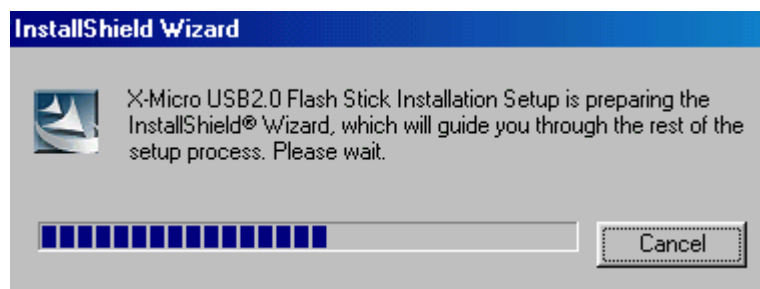 InstallShield Wizard
X-Micro USB2.0 Flash Stick Installation Setup is preparing the
InstallShield® Wizard, which will guide you through the rest of the
setup process. Please wait.
Cancel